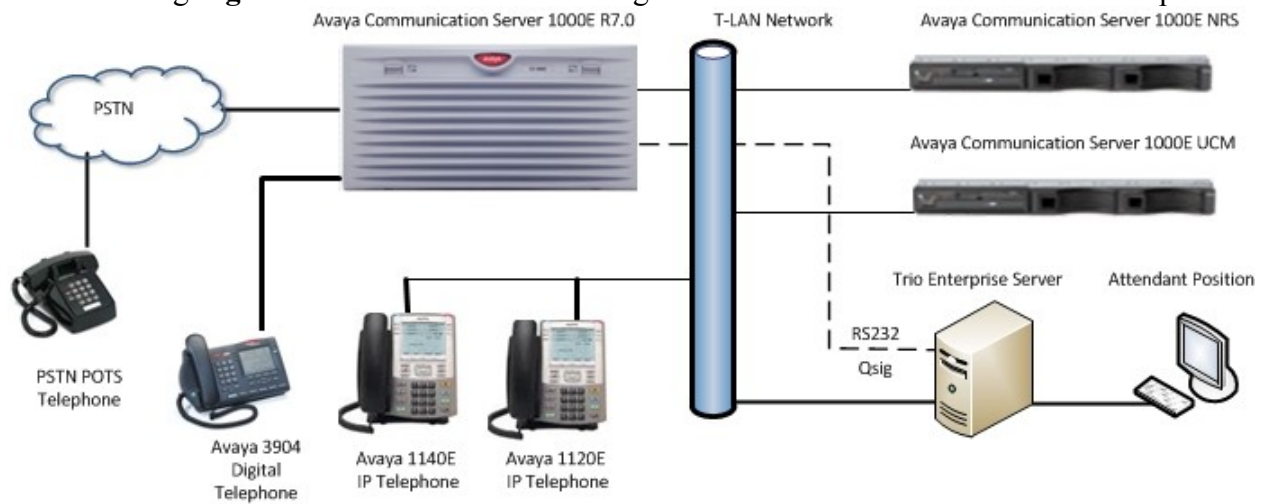 Avaya Communication Server 1000E R7.0
T-LAN Network
Avaya Communication Server 1000E NRS
PSTN
Avaya Communication Server 1000E UCM
Trio Enterprise Server
Attendant Position
RS232
Qsig
PSTN POTS
Telephone
Avaya 3904
Digital
Telephone
Avaya 1140E
IP Telephone
Avaya 1120E
IP Telephone